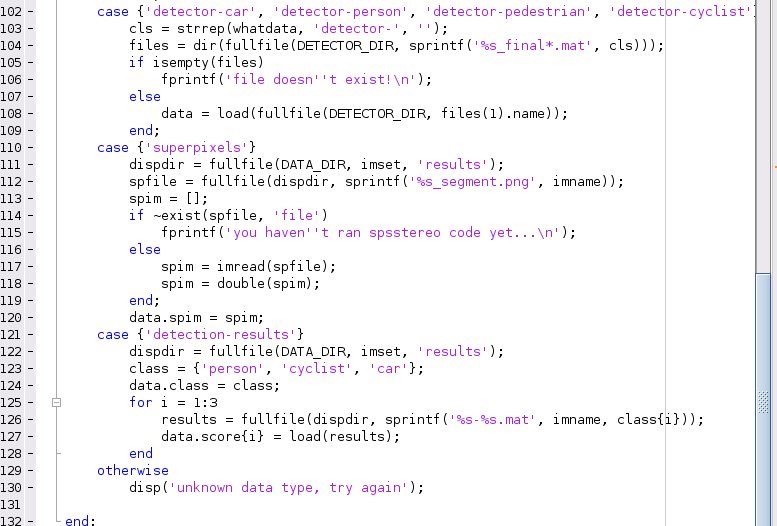 102 - case {'detector-car', 'detector-person', 'detector-pedestrian', 'detector-cyclist'
103 - cls = strrep(whatdata, 'detector-', '');
104 - files = dir(fullfile(DETECTOR_DIR, sprintf('%s_final*.mat', cls)));
105 - if isempty(files)
106 - fprintf('file doesn''t exist!\n');
107 - else
108 - data = load(fullfile(DETECTOR_DIR, files(1).name));
109 - end;
110 - case {'superpixels'}
111 - dispdir = fullfile(DATA_DIR, imset, 'results');
112 - spfile = fullfile(dispdir, sprintf('%s_segment.png', imname));
113 - spim = [];
114 - if ~exist(spfile, 'file')
115 - fprintf('you haven''t ran spsstereo code yet...\n');
116 - else
117 - spim = imread(spfile);
118 - spim = double(spim);
119 - end;
120 - data.spim = spim;
121 - case {'detection-results'}
122 - dispdir = fullfile(DATA_DIR, imset, 'results');
123 - class = {'person', 'cyclist', 'car'};
124 - data.class = class;
125 - for i = 1:3
126 - results = fullfile(dispdir, sprintf('%s-%s.mat', imname, class{i}));
127 - data.score{i} = load(results);
128 - end
129 - otherwise
130 - disp('unknown data type, try again');
131
132 - end;